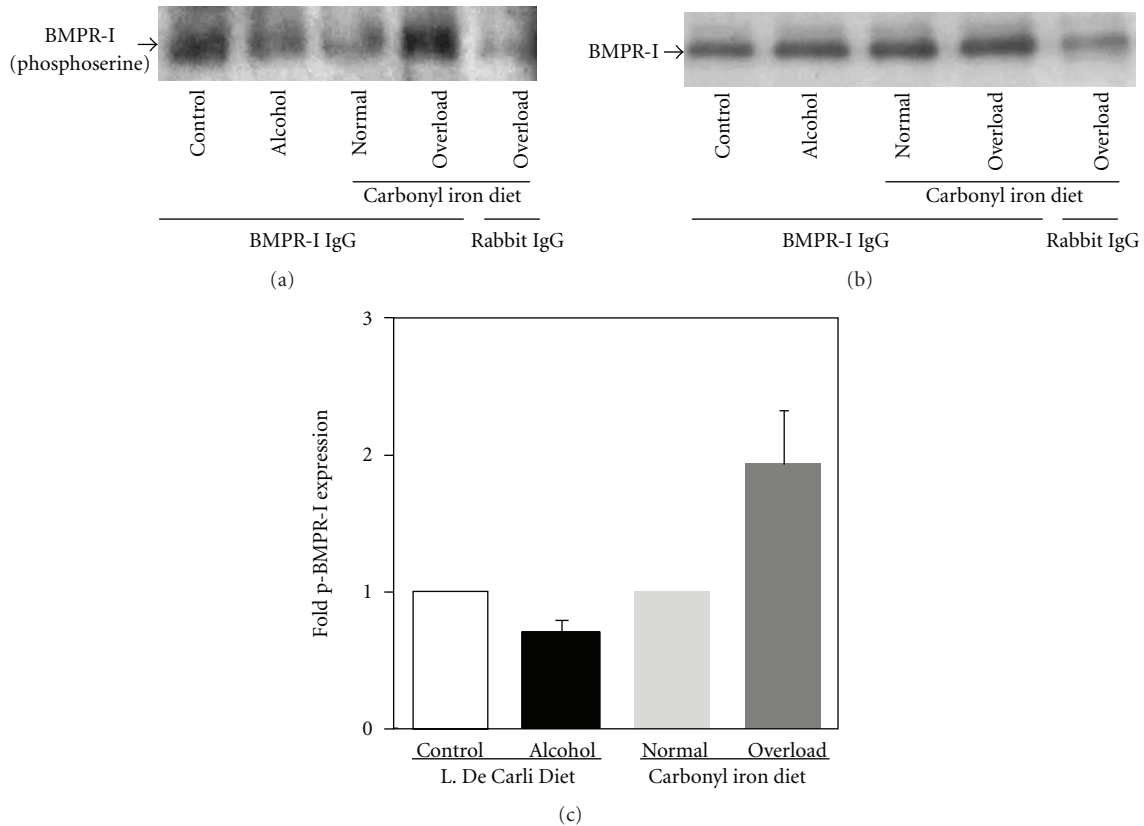 BMPR-I
(phosphoserine)
Control
Alcohol
Normal
Overload
Overload
Carbonyl iron diet
BMPR-I IgG
Rabbit IgG
(a)
BMPR-I
Control
Alcohol
Normal
Overload
Overload
Carbonyl iron diet
BMPR-I IgG
Rabbit IgG
(b)
Fold p-BMPR-I expression
3
2
1
0
Control Alcohol Normal Overload
L. De Carli Diet Carbonyl iron diet
(c)